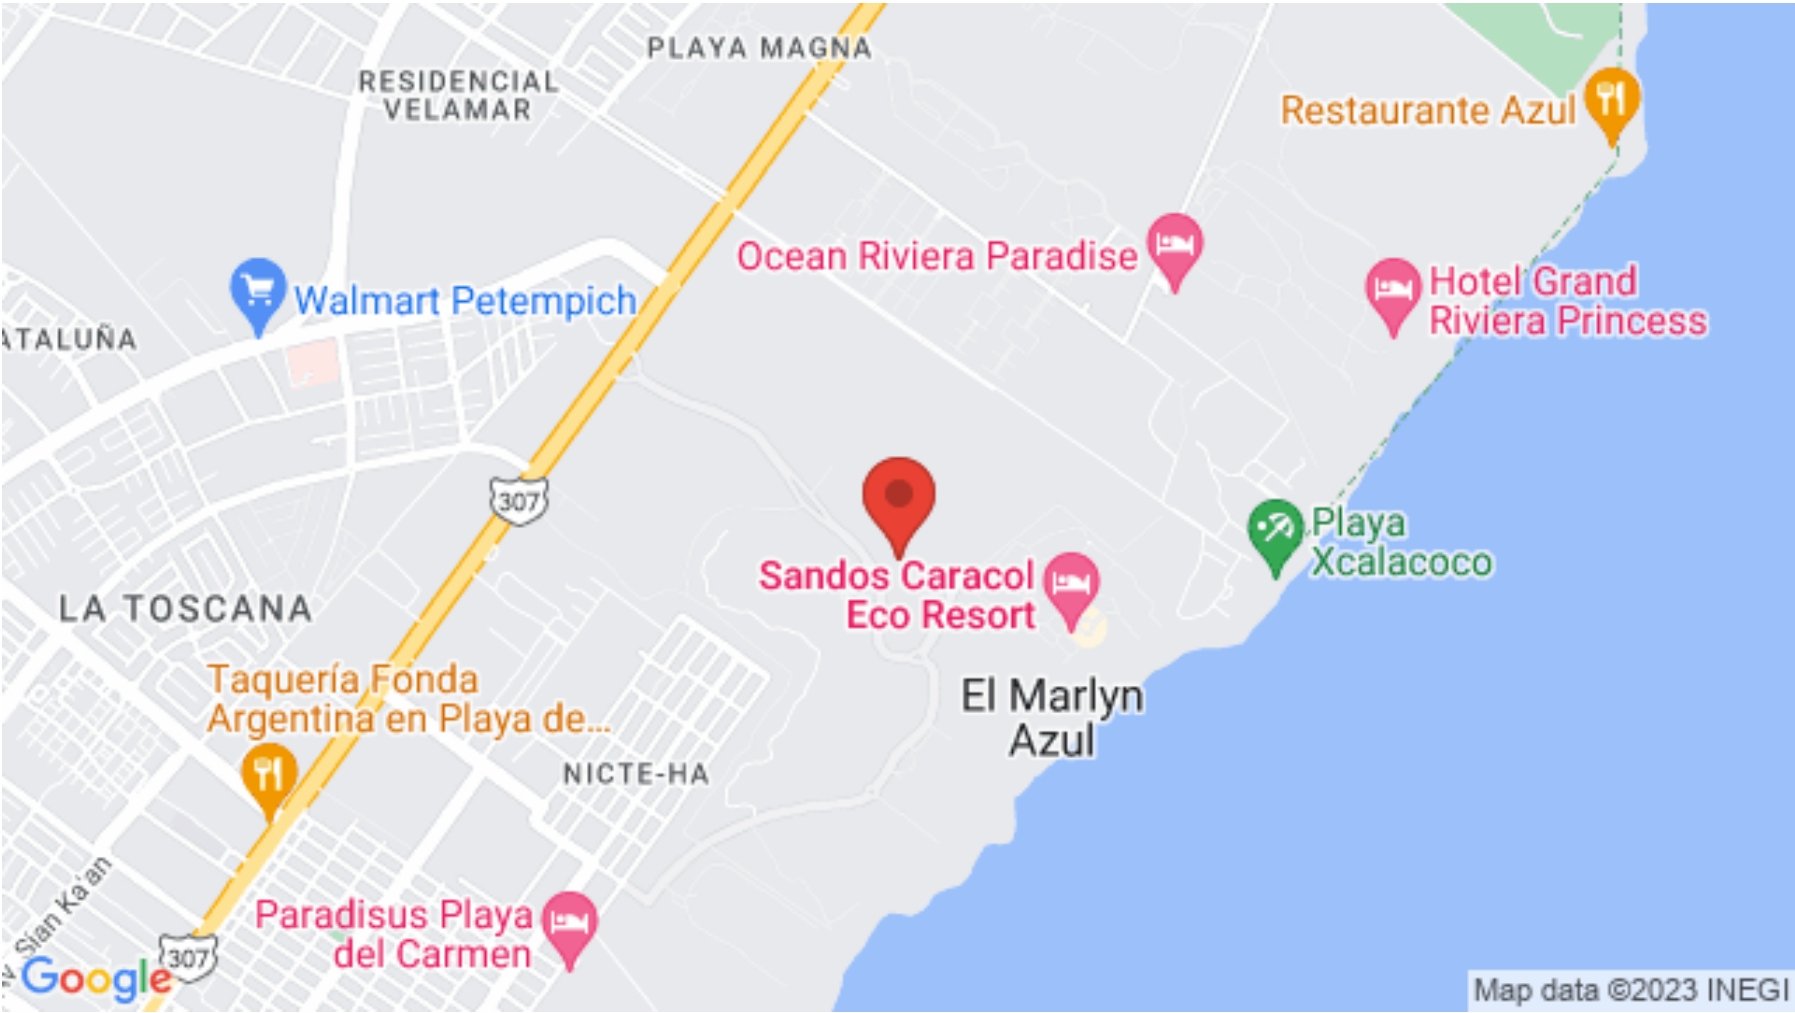 PLAYA MAGNA
RESIDENCIAL
VELAMAR
Restaurante Azul
Ocean Riviera Paradise
Hotel Grand
Riviera Princess
Walmart Petempich
ATALUÑA
307
Playa
Xcalacoco
Sandos Caracol
Eco Resort
LA TOSCANA
Taquería Fonda
Argentina en Playa de...
El Marlyn
Azul
NICTE-HA
Paradisus Playa
del Carmen
v. Sian Ka'an
307
Google
Map data ©2023 INEGI